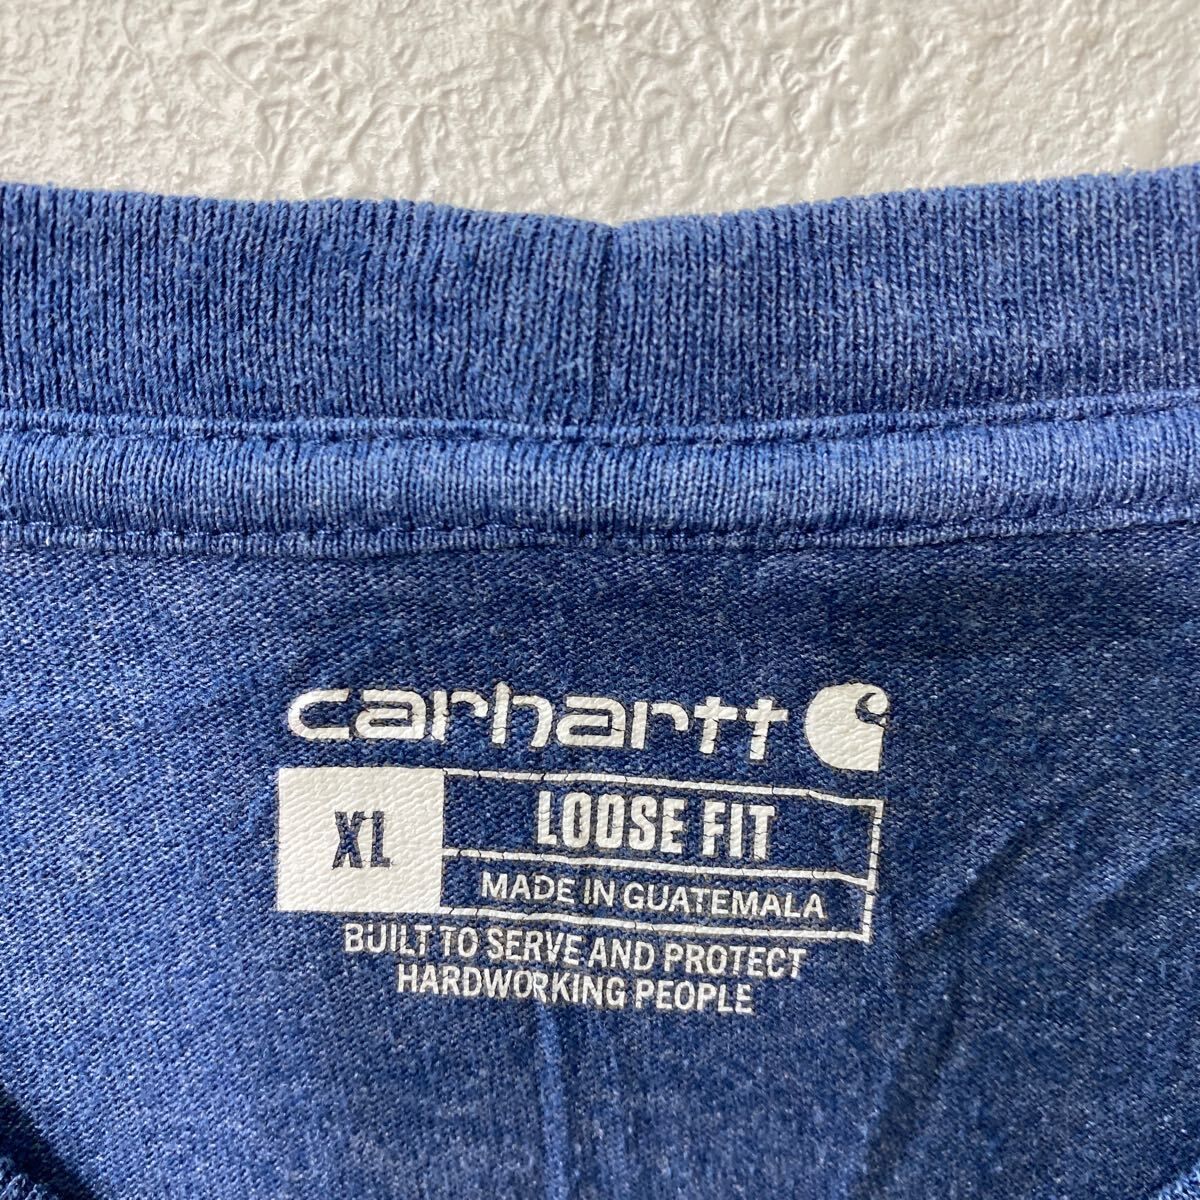 carhartt
XL
LOOSE FIT
MADE IN GUATEMALA
BUILT TO SERVE AND PROTECT
HARDWORKING PEOPLE